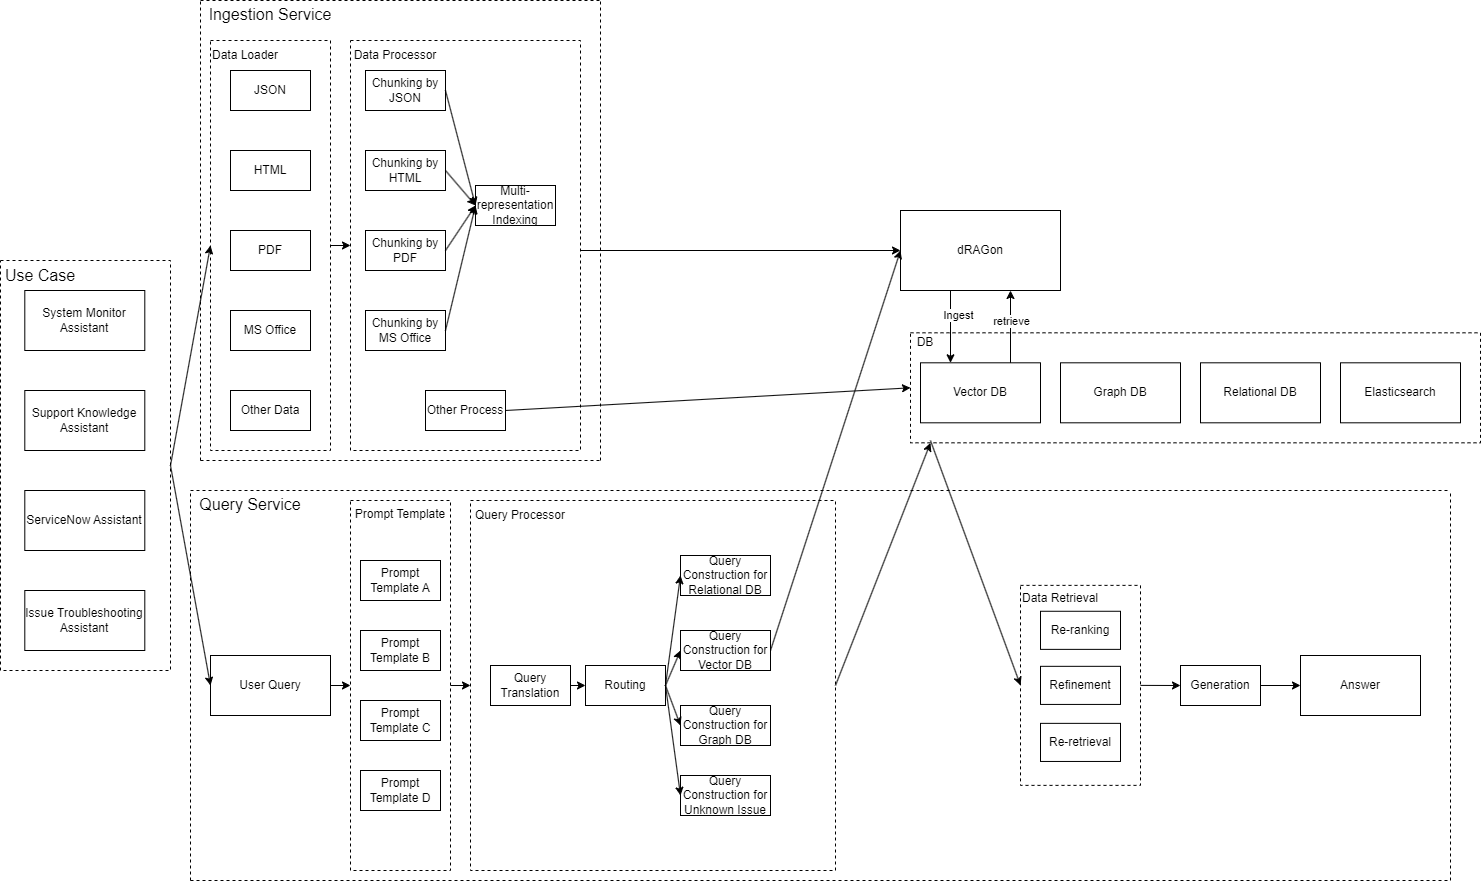 Ingestion Service
Data Loader
JSON
HTML
PDF
MS Office
Other Data
Data Processor
Chunking by
JSON
Chunking by
HTML
Chunking by
PDF
Chunking by
MS Office
Multi-
representation
Indexing
Other Process
Use Case
System Monitor
Assistant
Support Knowledge
Assistant
ServiceNow Assistant
Issue Troubleshooting
Assistant
dRAGon
Ingest
retrieve
DB
Vector DB
Graph DB
Relational DB
Elasticsearch
Query Service
User Query
Prompt Template
Prompt
Template A
Prompt
Template B
Prompt
Template C
Prompt
Template D
Query Processor
Query
Translation
Routing
Query
Construction for
Relational DB
Query
Construction for
Vector DB
Query
Construction for
Graph DB
Query
Construction for
Unknown Issue
Data Retrieval
Re-ranking
Refinement
Re-retrieval
Generation
Answer